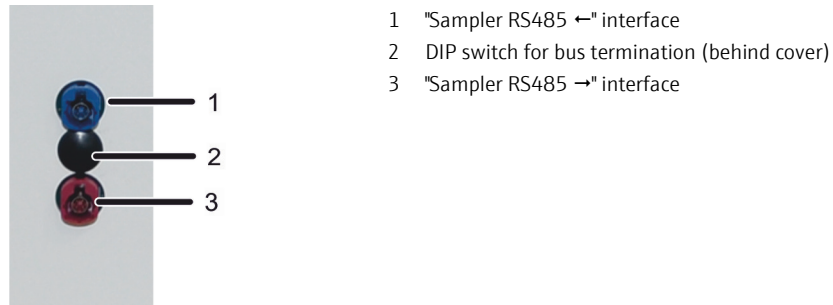 1
2
3
1 "Sampler RS485 ←" interface
2 DIP switch for bus termination (behind cover)
3 "Sampler RS485 →" interface